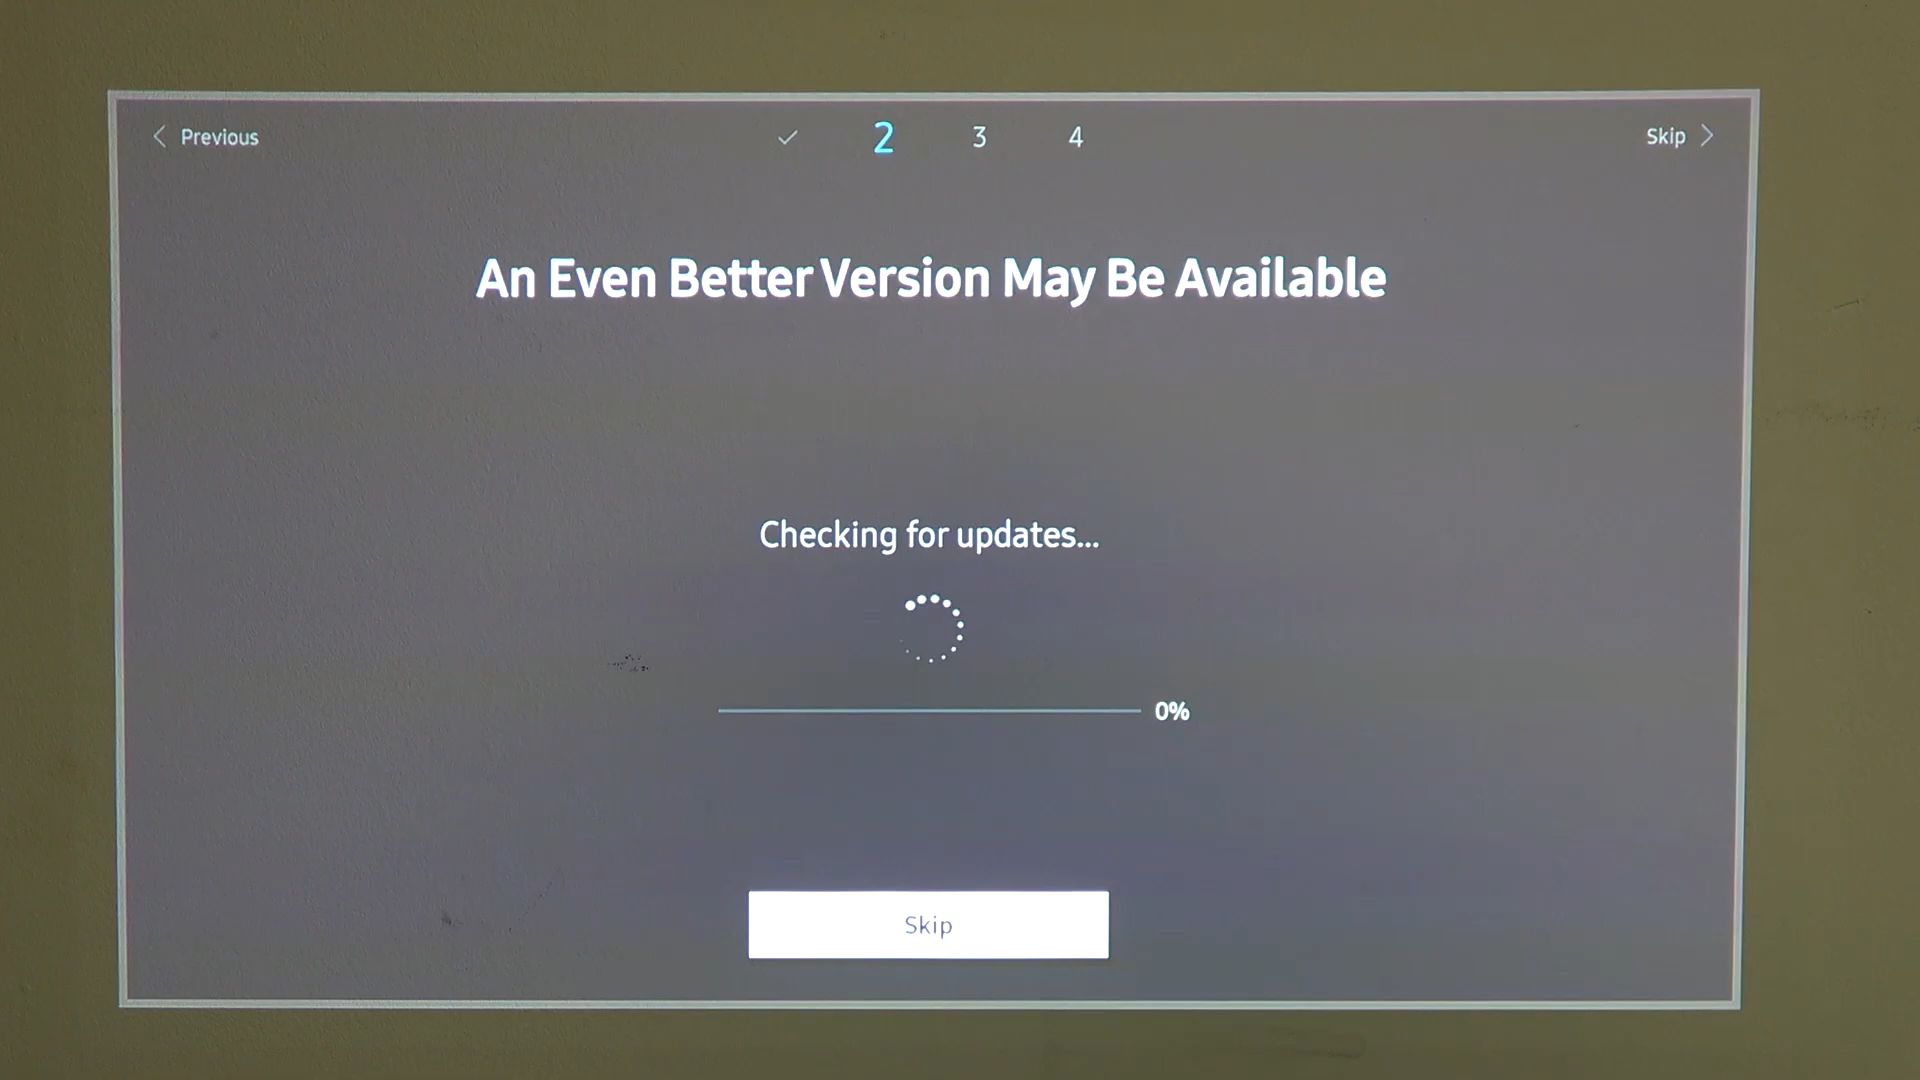 Previous
2 3 4
Skip
An Even Better Version May Be Available
Checking for updates...
0%
Skip